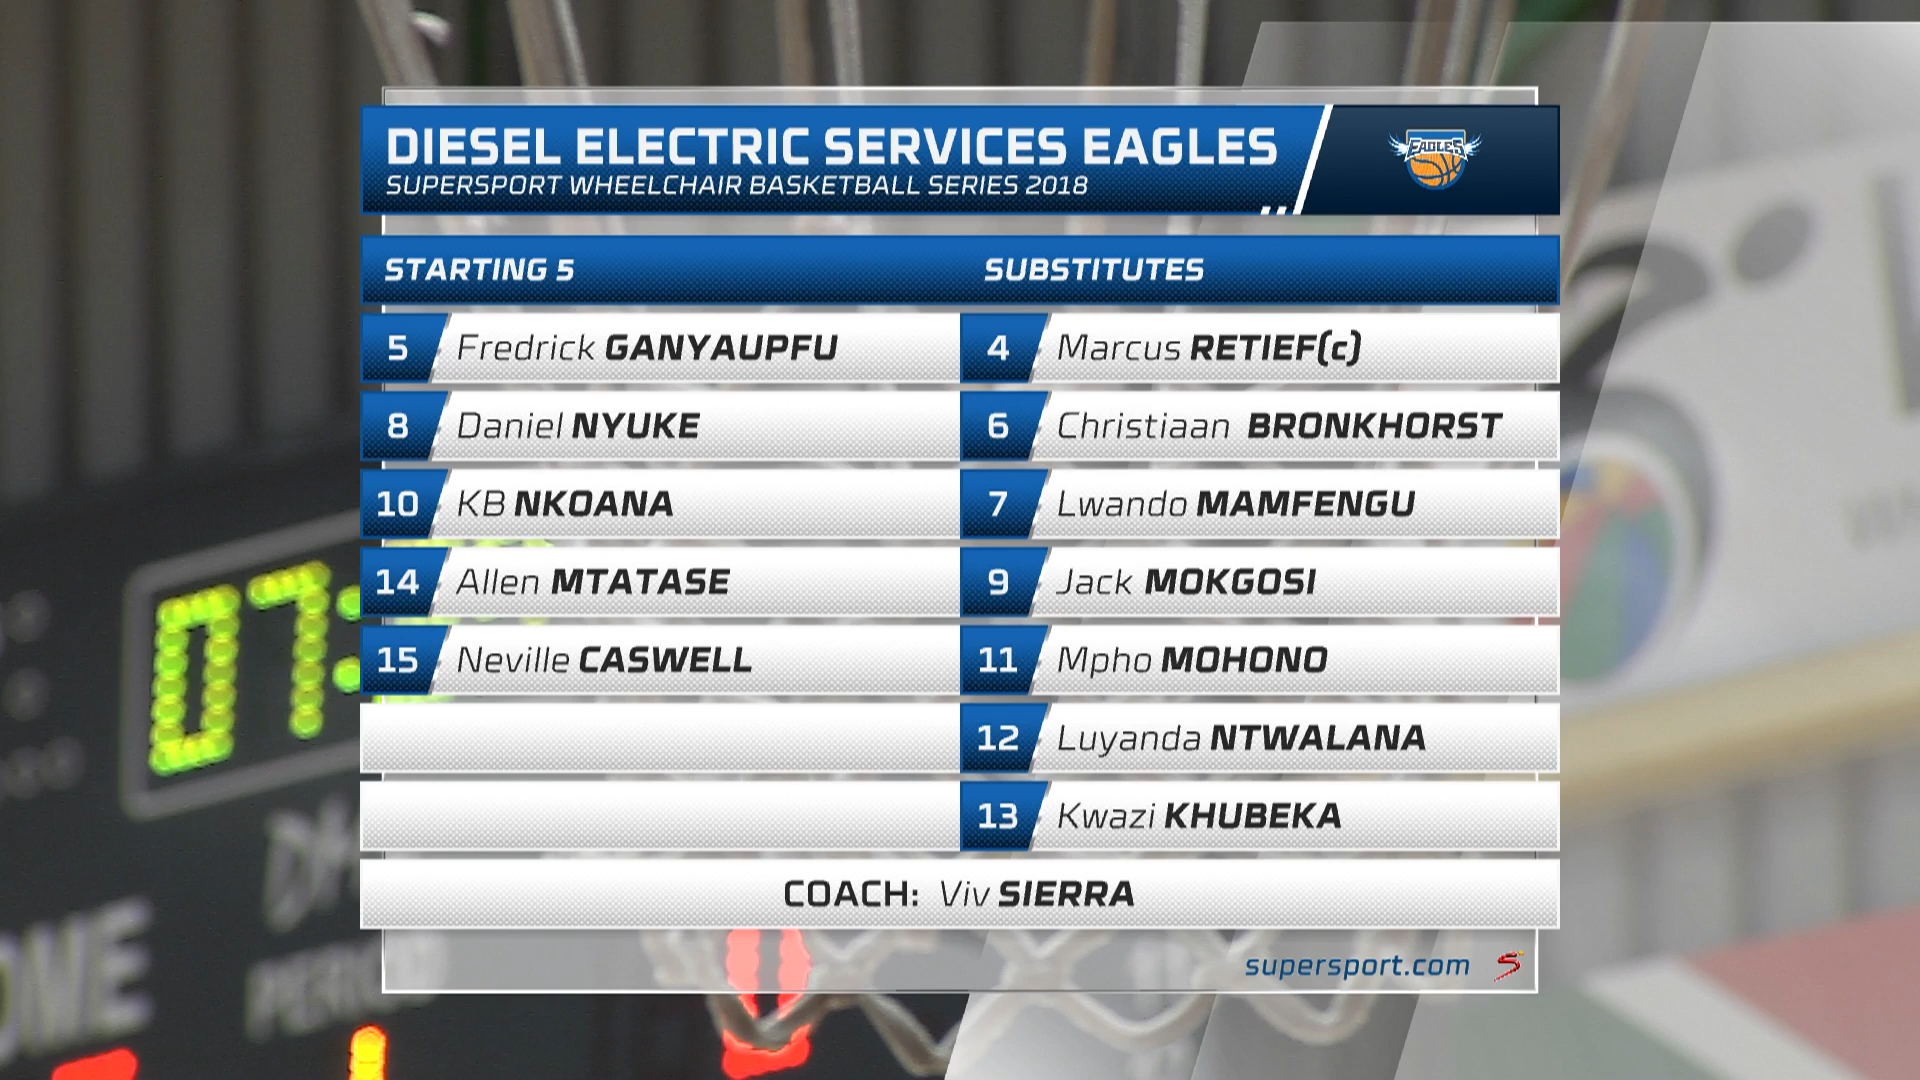 DIESEL ELECTRIC SERVICES EAGLES
SUPERSPORT WHEELCHAIR BASKETBALL SERIES 2018
EAGLES
STARTING 5
SUBSTITUTES
5 Fredrick GANYAUPFU
4 Marcus RETIEF(c)
8 Daniel NYUKE
6 Christiaan BRONKHORST
10 KB NKOANA
7 Lwando MAMFENGU
14 Allen MTATASE
9 Jack MOKGOSI
15 Neville CASWELL
11 Mpho MOHONO
12 Luyanda NTWALANA
13 Kwazi KHUBEKA
COACH: Viv SIERRA
supersport.com S
07:
PERIOD